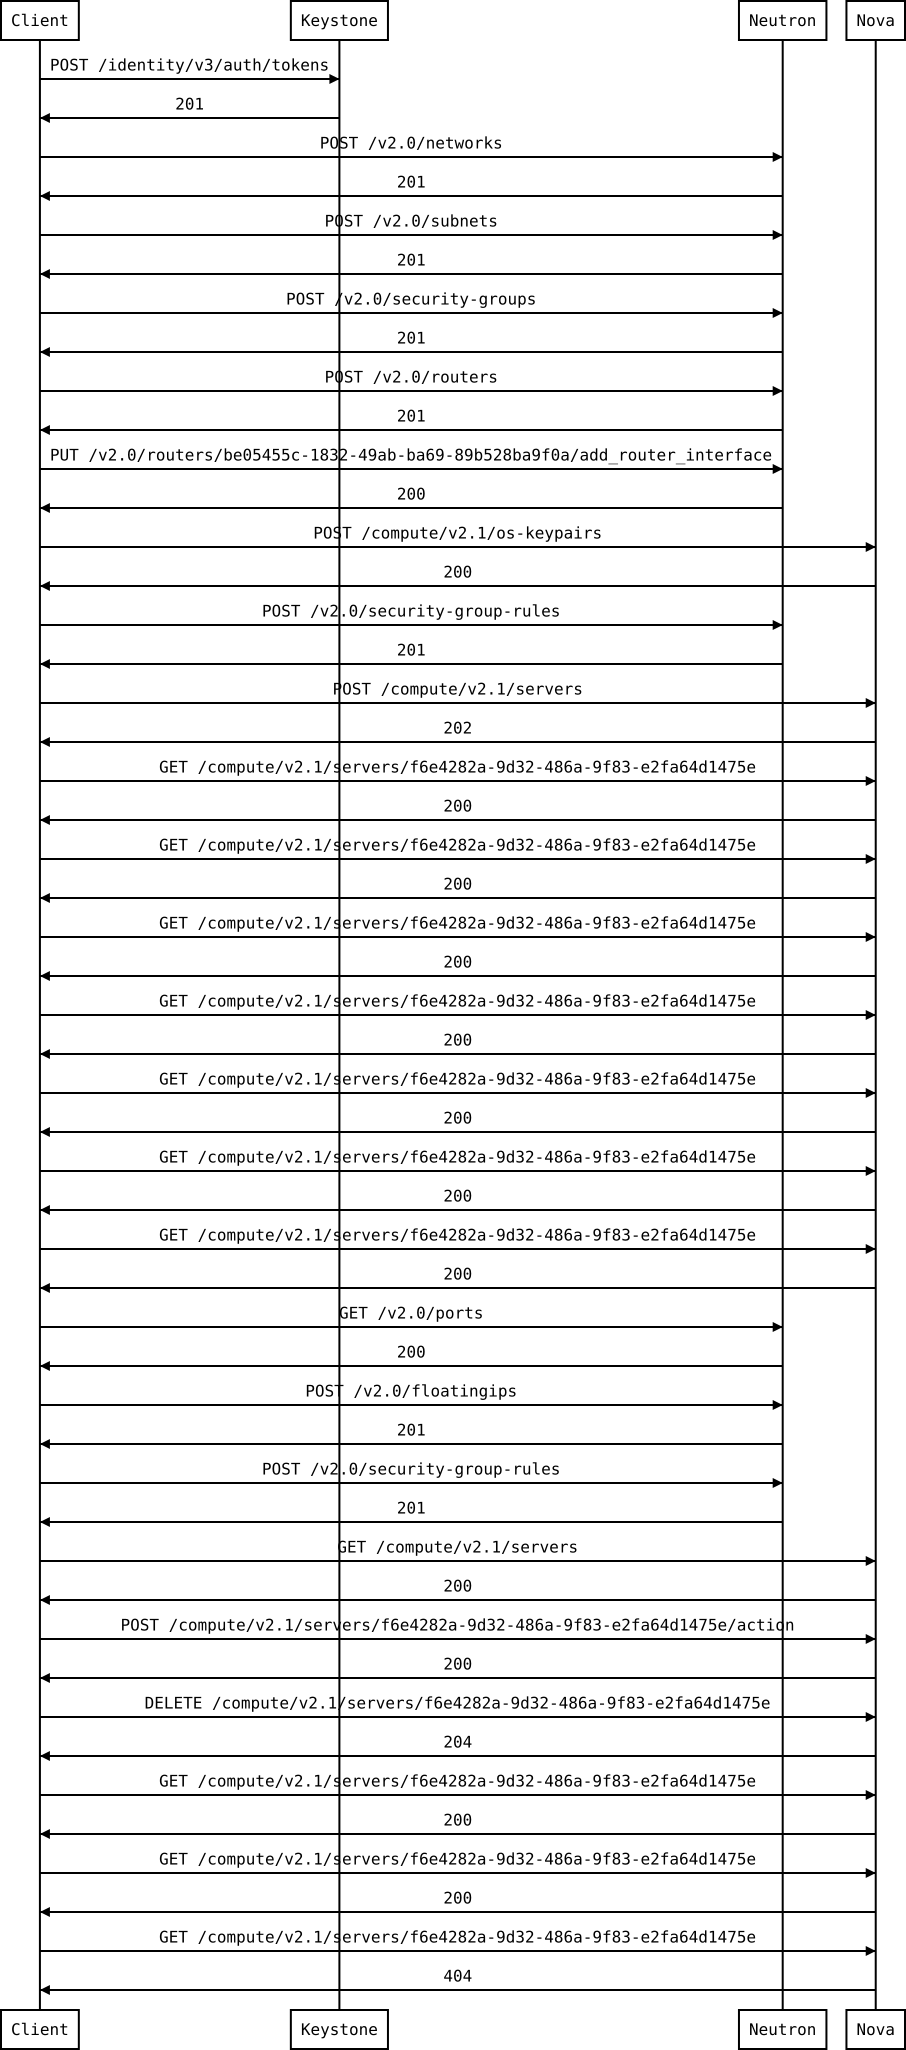 Client Keystone Neutron Nova
POST /identity/v3/auth/tokens
201
POST /v2.0/networks
201
POST /v2.0/subnets
201
POST /v2.0/security-groups
201
POST /v2.0/routers
201
PUT /v2.0/routers/be05455c-1832-49ab-ba69-89b528ba9f0a/add_router_interface
200
POST /compute/v2.1/os-keypairs
200
POST /v2.0/security-group-rules
201
POST /compute/v2.1/servers
202
GET /compute/v2.1/servers/f6e4282a-9d32-486a-9f83-e2fa64d1475e
200
GET /compute/v2.1/servers/f6e4282a-9d32-486a-9f83-e2fa64d1475e
200
GET /compute/v2.1/servers/f6e4282a-9d32-486a-9f83-e2fa64d1475e
200
GET /compute/v2.1/servers/f6e4282a-9d32-486a-9f83-e2fa64d1475e
200
GET /compute/v2.1/servers/f6e4282a-9d32-486a-9f83-e2fa64d1475e
200
GET /compute/v2.1/servers/f6e4282a-9d32-486a-9f83-e2fa64d1475e
200
GET /compute/v2.1/servers/f6e4282a-9d32-486a-9f83-e2fa64d1475e
200
GET /v2.0/ports
200
POST /v2.0/floatingips
201
POST /v2.0/security-group-rules
201
GET /compute/v2.1/servers
200
POST /compute/v2.1/servers/f6e4282a-9d32-486a-9f83-e2fa64d1475e/action
200
DELETE /compute/v2.1/servers/f6e4282a-9d32-486a-9f83-e2fa64d1475e
204
GET /compute/v2.1/servers/f6e4282a-9d32-486a-9f83-e2fa64d1475e
200
GET /compute/v2.1/servers/f6e4282a-9d32-486a-9f83-e2fa64d1475e
200
GET /compute/v2.1/servers/f6e4282a-9d32-486a-9f83-e2fa64d1475e
404
Client Keystone Neutron Nova